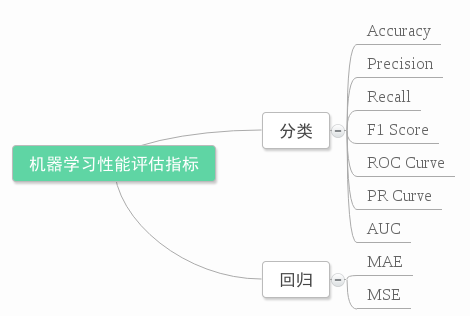 机器学习性能评估指标
分类
Accuracy
Precision
Recall
F1 Score
ROC Curve
PR Curve
AUC
回归
MAE
MSE